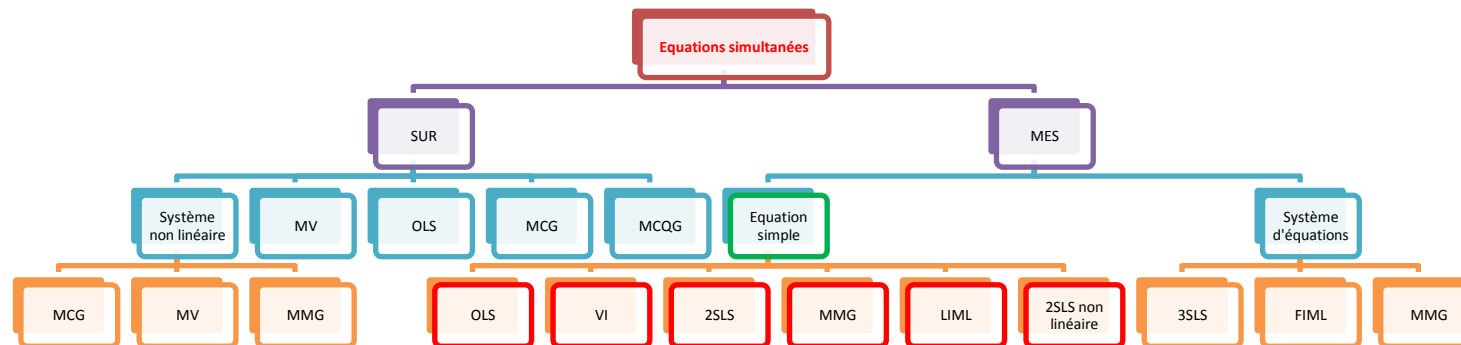 Equations simultanées
SUR
MES
Système
non linéaire
MV
OLS
MCG
MCQG
Equation
simple
Système
d'équations
MCG
MV
MMG
OLS
VI
2SLS
MMG
LIML
2SLS non
linéaire
3SLS
FIML
MMG